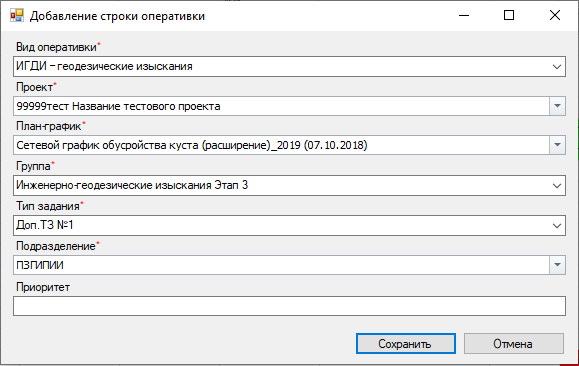 Добавление строки оперативки
Вид оперативки*
ИГДИ – геодезические изыскания
Проект*
99999тест Название тестового проекта
План-график*
Сетевой график обусройства куста (расширение)_2019 (07.10.2018)
Группа*
Инженерно-геодезические изыскания Этап 3
Тип задания*
Доп.ТЗ №1
Подразделение*
ПЗГИПИИ
Приоритет
Сохранить Отмена